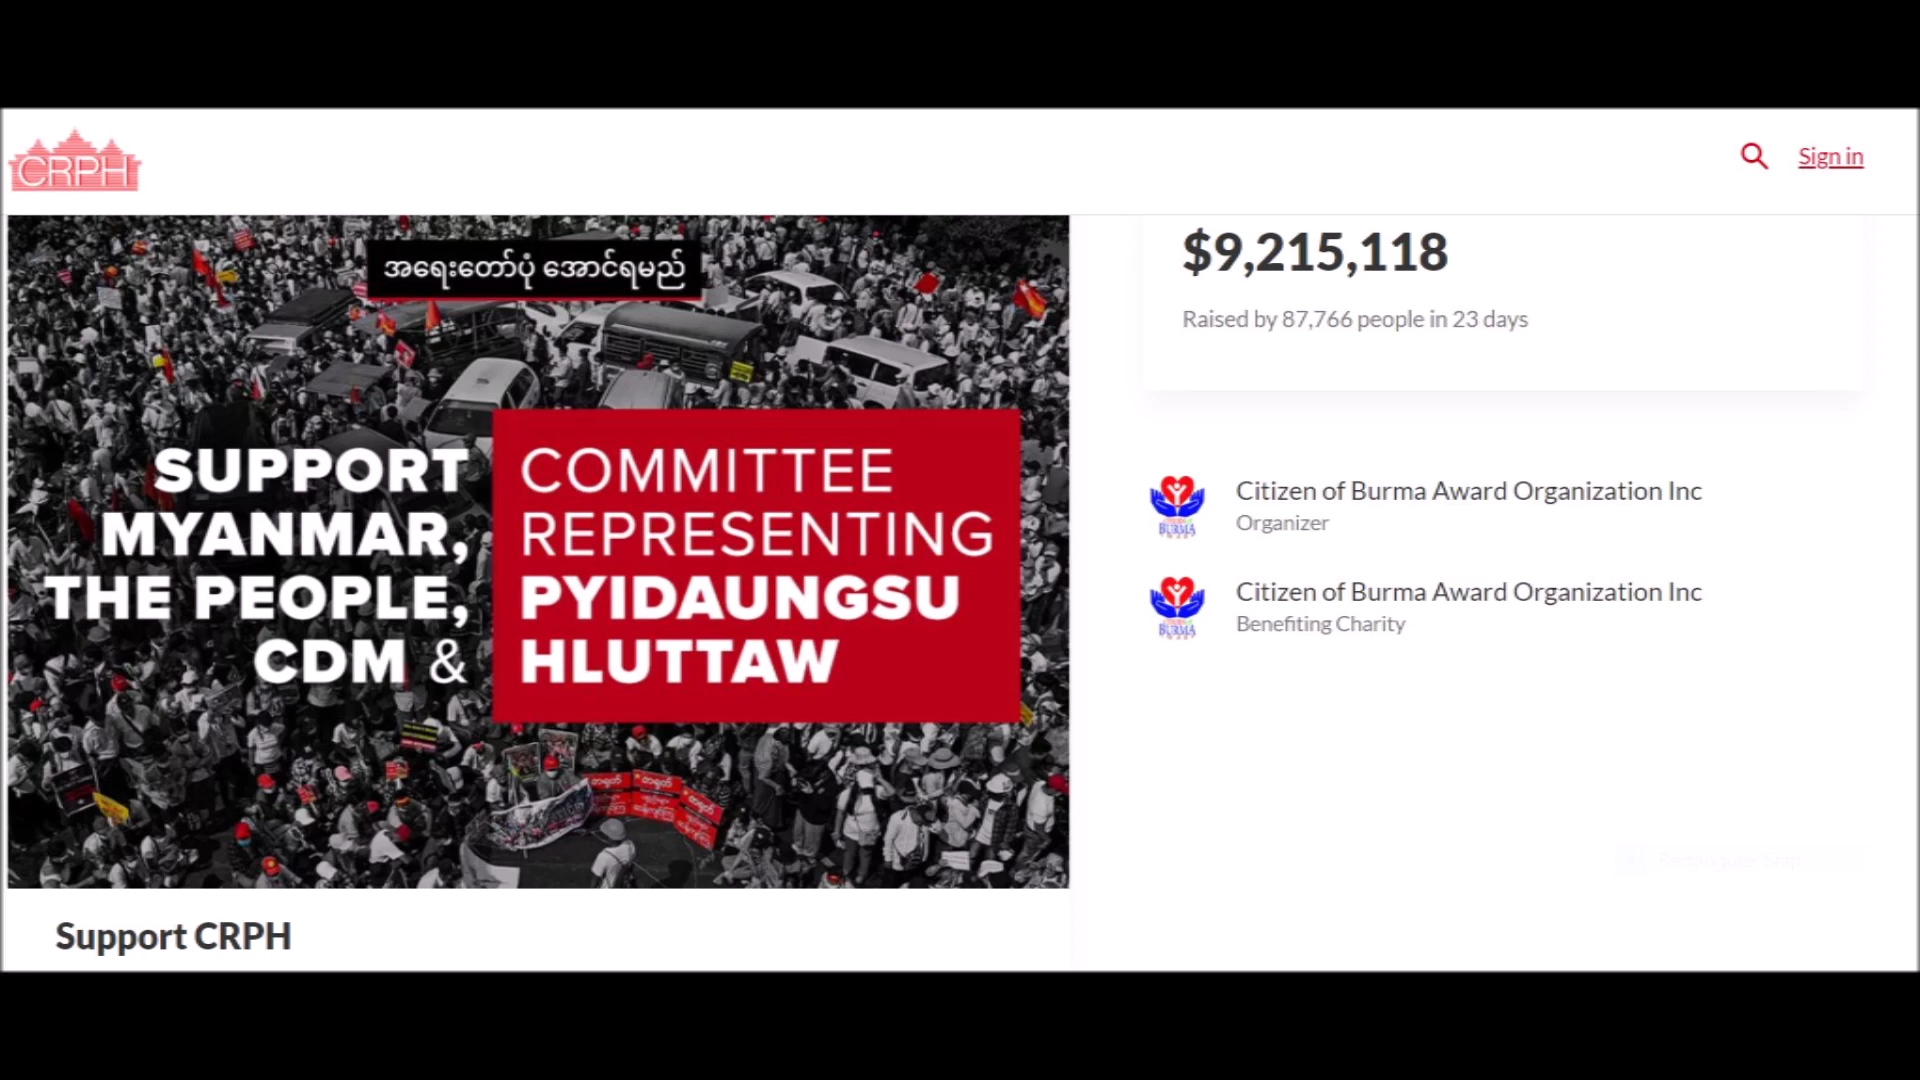 CRPH
Sign in
အရေးတော်ပုံ အောင်ရမည်
SUPPORT
MYANMAR,
THE PEOPLE,
CDM &
COMMITTEE
REPRESENTING
PYIDAUNGSU
HLUTTAW
$9,215,118
Raised by 87,766 people in 23 days
Citizen of Burma Award Organization Inc
Organizer
Citizen of Burma Award Organization Inc
Benefiting Charity
Support CRPH